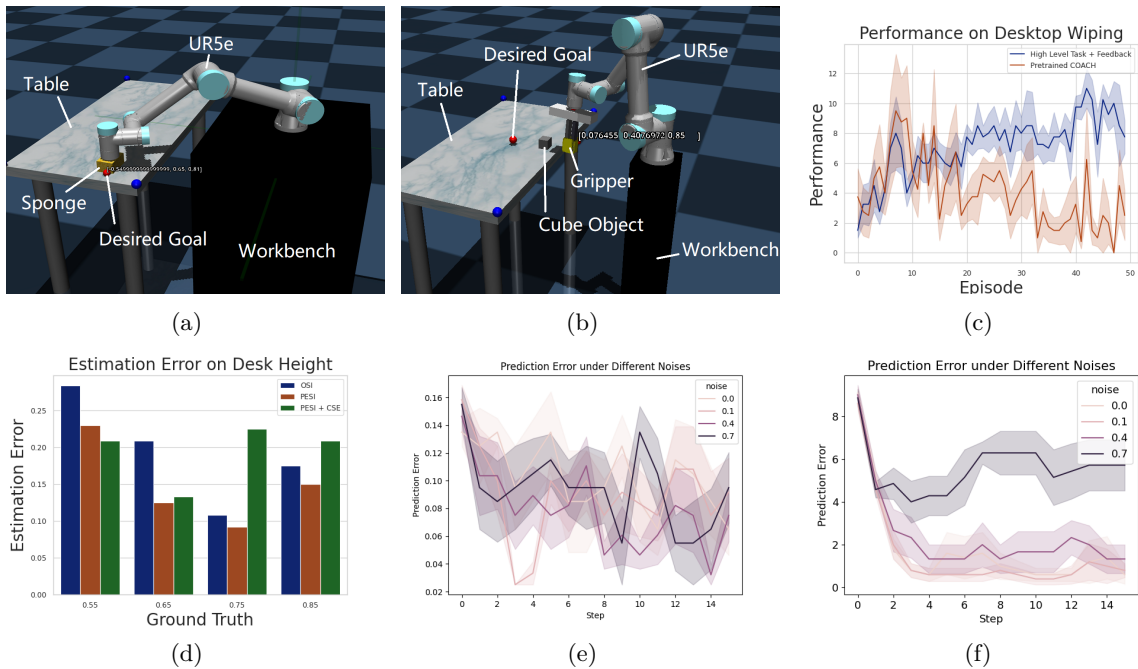 UR5e
Table
[-0.5499999999999999, 0.65, 0.81]
Sponge
Desired Goal
Workbench
(a)
Desired Goal
UR5e
Table
[0.076455 0.4076972 0.85 ]
Gripper
Cube Object
Workbench
(b)
Performance on Desktop Wiping
High Level Task + Feedback
Pretrained COACH
Performance
12
10
8
6
4
2
0
0 10 20 30 40 50
Episode
(c)
Estimation Error on Desk Height
OSI
PESI
PESI + CSE
Estimation Error
0.25
0.20
0.15
0.10
0.05
0.00
0.55 0.65 0.75 0.85
Ground Truth
(d)
Prediction Error under Different Noises
noise
0.0
0.1
0.4
0.7
Prediction Error
0.16
0.14
0.12
0.10
0.08
0.06
0.04
0.02
0 2 4 6 8 10 12 14
Step
(e)
Prediction Error under Different Noises
noise
0.0
0.1
0.4
0.7
Prediction Error
8
6
4
2
0
0 2 4 6 8 10 12 14
Step
(f)